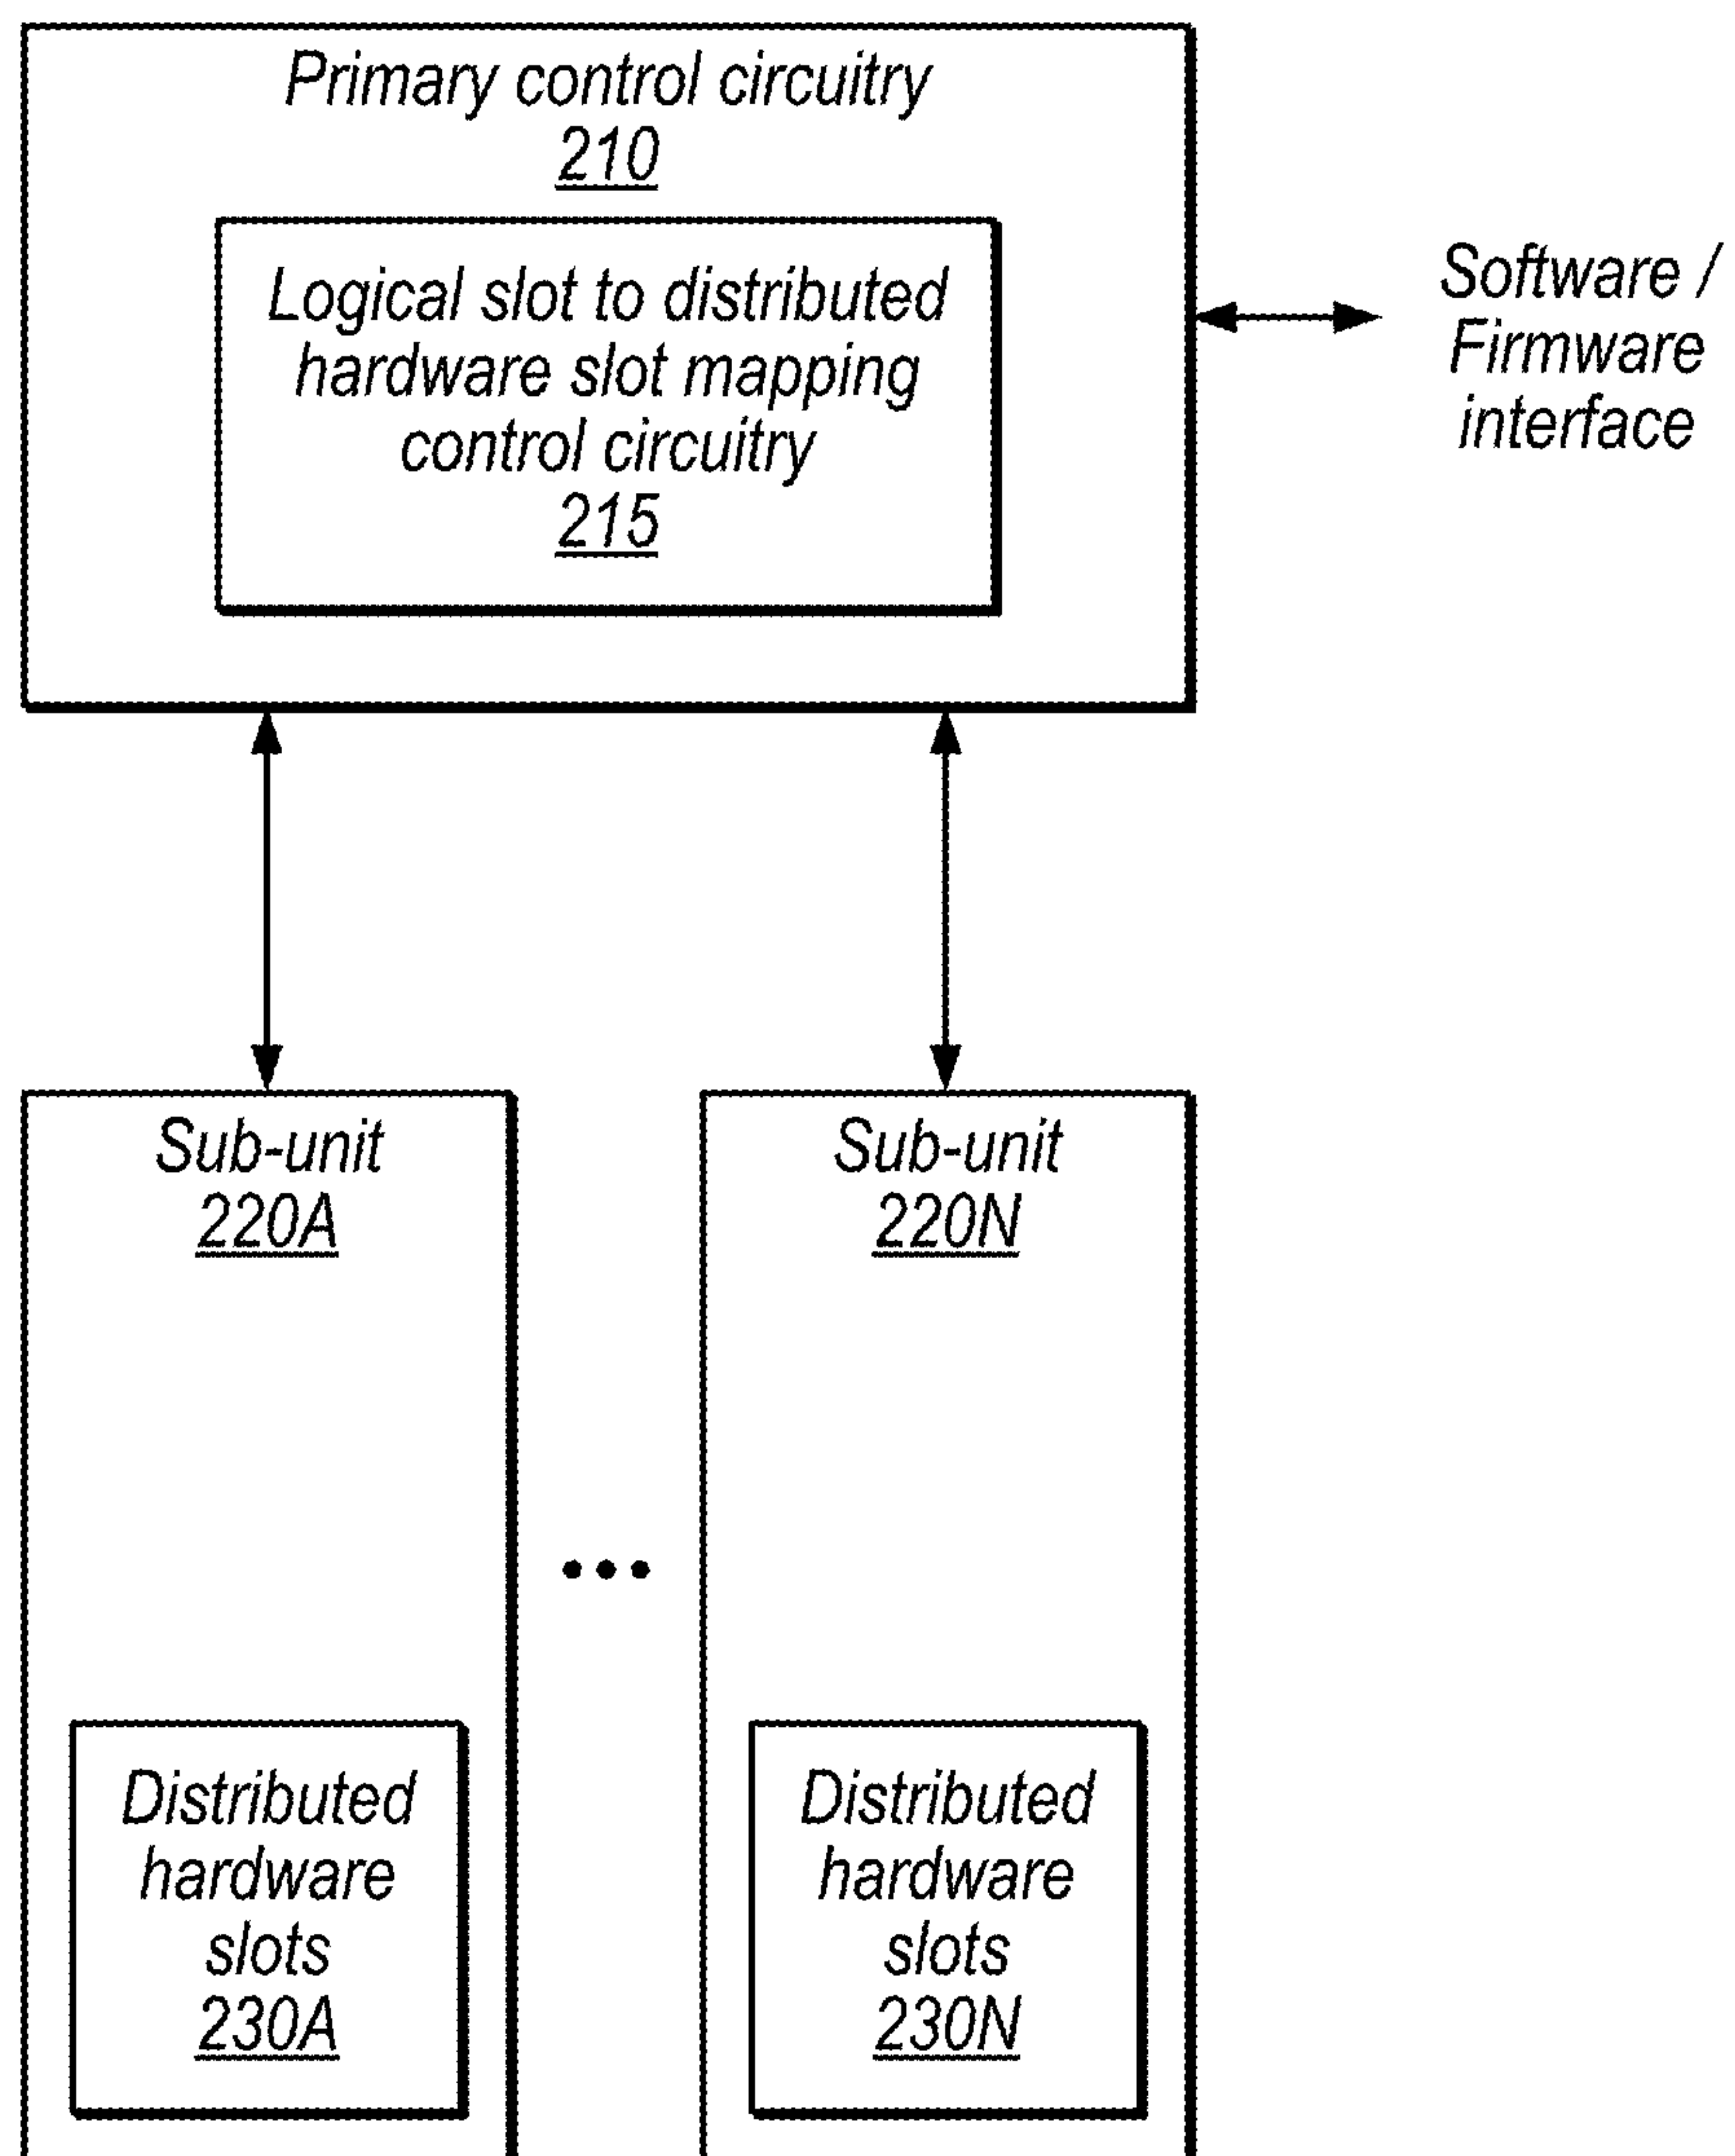 Primary control circuitry
210
Logical slot to distributed
hardware slot mapping
control circuitry
215
Software /
Firmware
interface
Sub-unit
220A
Sub-unit
220N
Distributed
hardware
slots
230A
Distributed
hardware
slots
230N